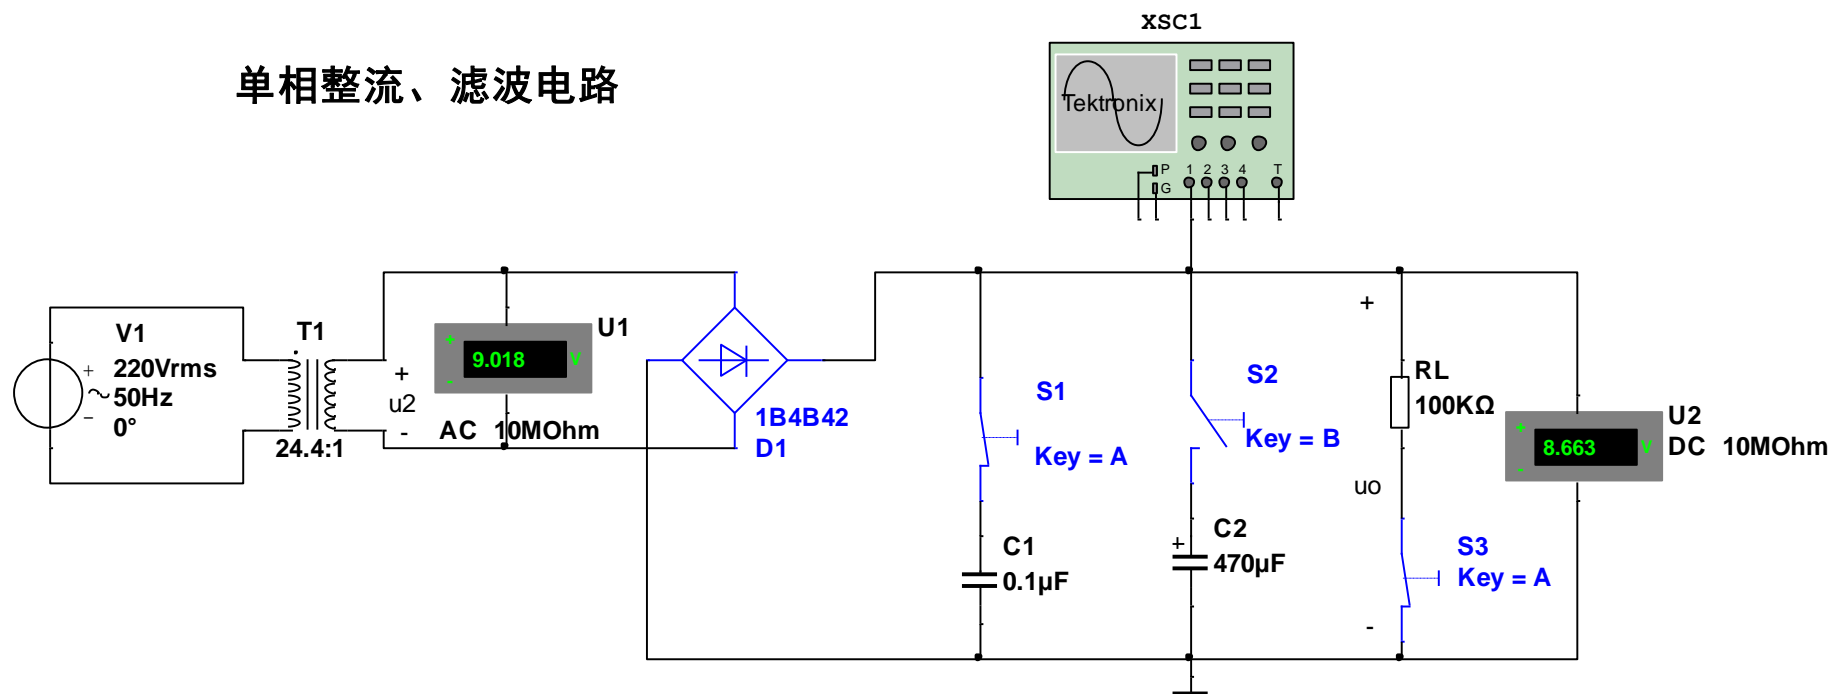 XSC1
单相整流、滤波电路
Tektronix
P 1 2 3 4 T
G
V1
220Vrms
50Hz
0°
T1
24.4:1
+
u2
-
U1
9.018 V
AC 10MOhm
1B4B42
D1
S1
Key = A
C1
0.1µF
S2
Key = B
C2
470µF
+
uo
-
RL
100KΩ
S3
Key = A
U2
8.663 V
DC 10MOhm